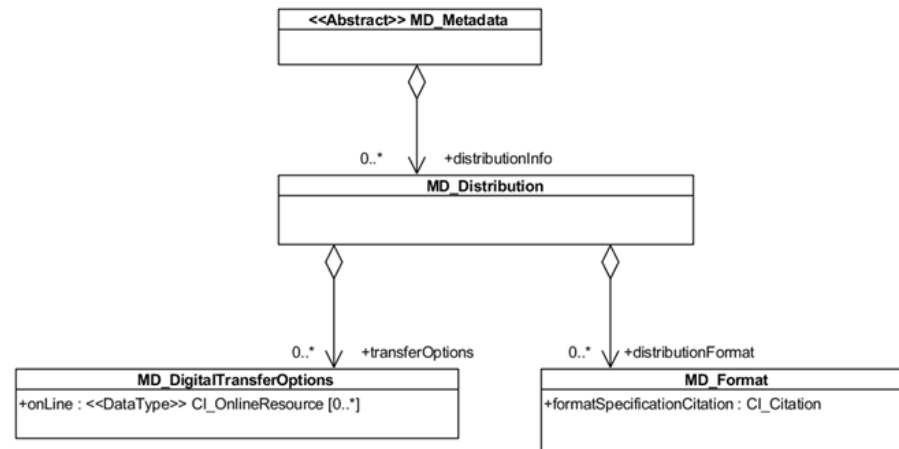 <<Abstract>> MD_Metadata
0..* +distributionInfo
MD_Distribution
0..* +transferOptions
0..* +distributionFormat
MD_DigitalTransferOptions
+onLine : <<DataType>> CI_OnlineResource [0..*]
MD_Format
+formatSpecificationCitation : CI_Citation